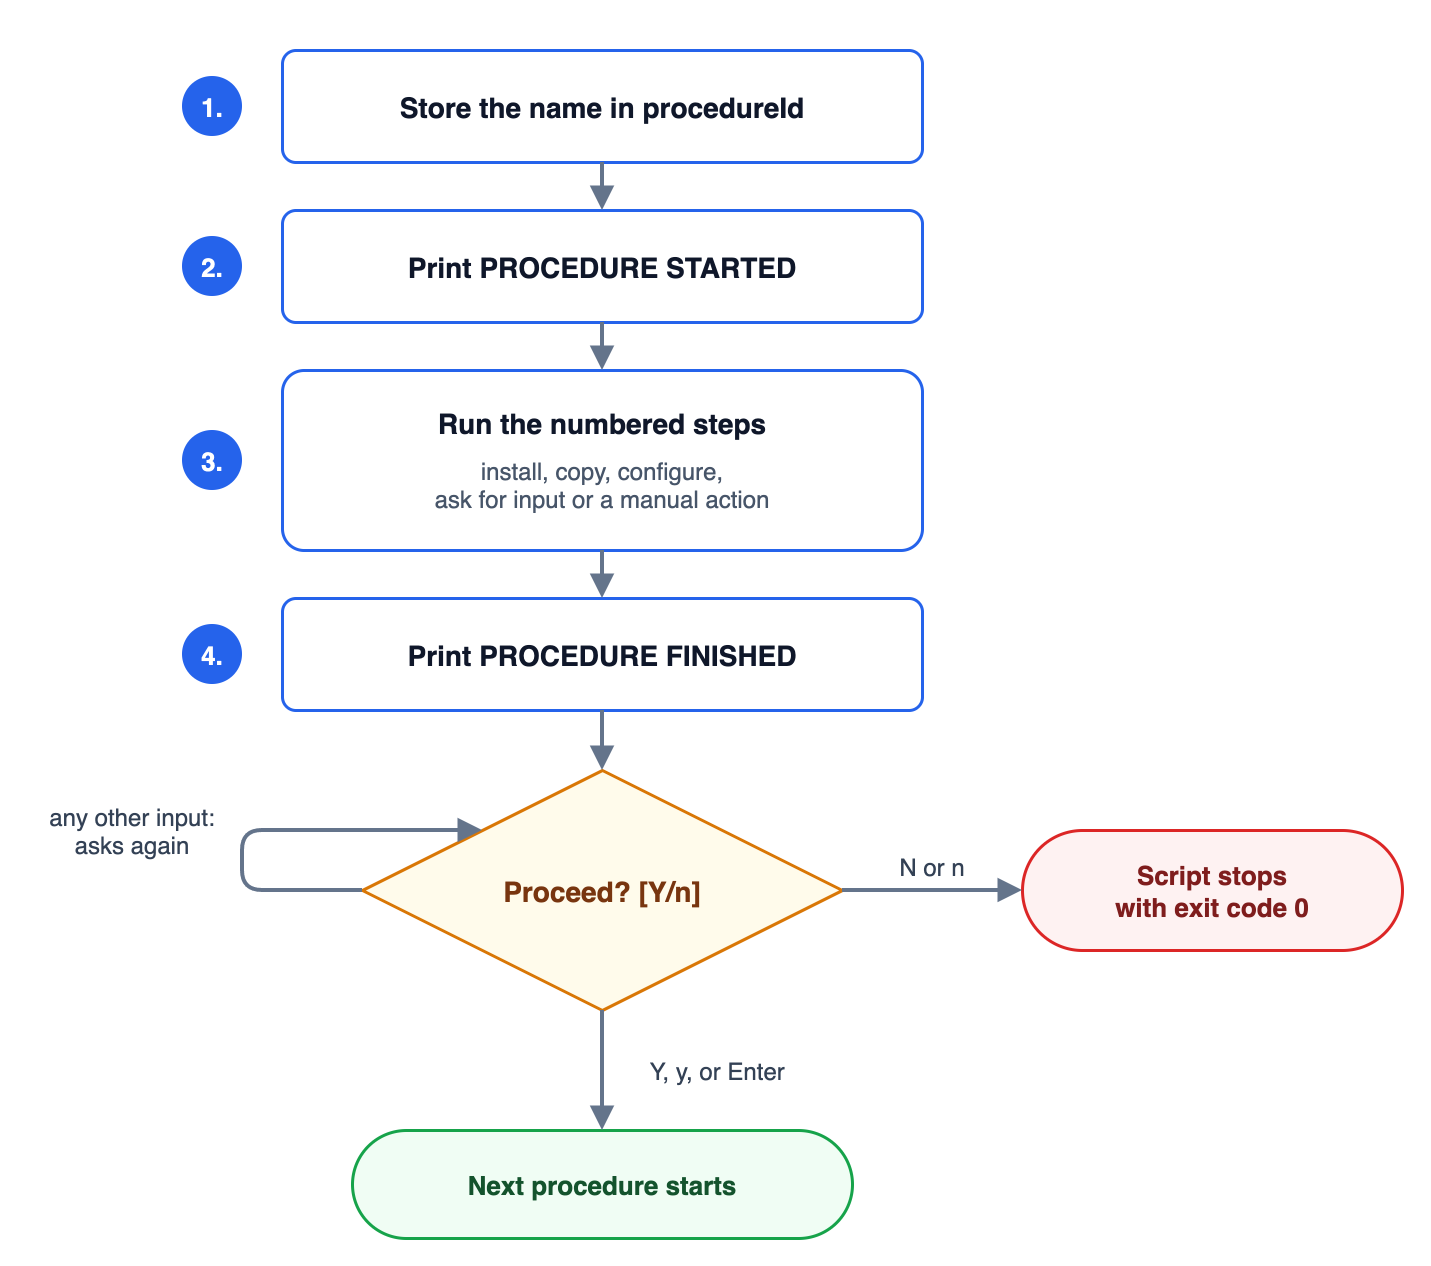 1.
Store the name in procedureId
2.
Print PROCEDURE STARTED
3.
Run the numbered steps
install, copy, configure,
ask for input or a manual action
4.
Print PROCEDURE FINISHED
any other input:
asks again
Proceed? [Y/n]
N or n
Script stops
with exit code 0
Y, y, or Enter
Next procedure starts